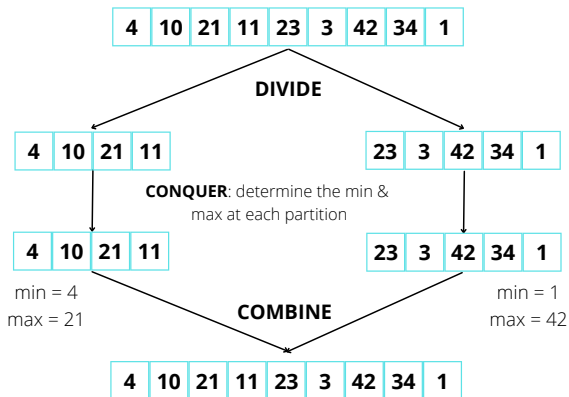 4 10 21 11 23 3 42 34 1
DIVIDE
4 10 21 11
23 3 42 34 1
CONQUER: determine the min &
max at each partition
4 10 21 11
23 3 42 34 1
min = 4
max = 21
min = 1
max = 42
COMBINE
4 10 21 11 23 3 42 34 1